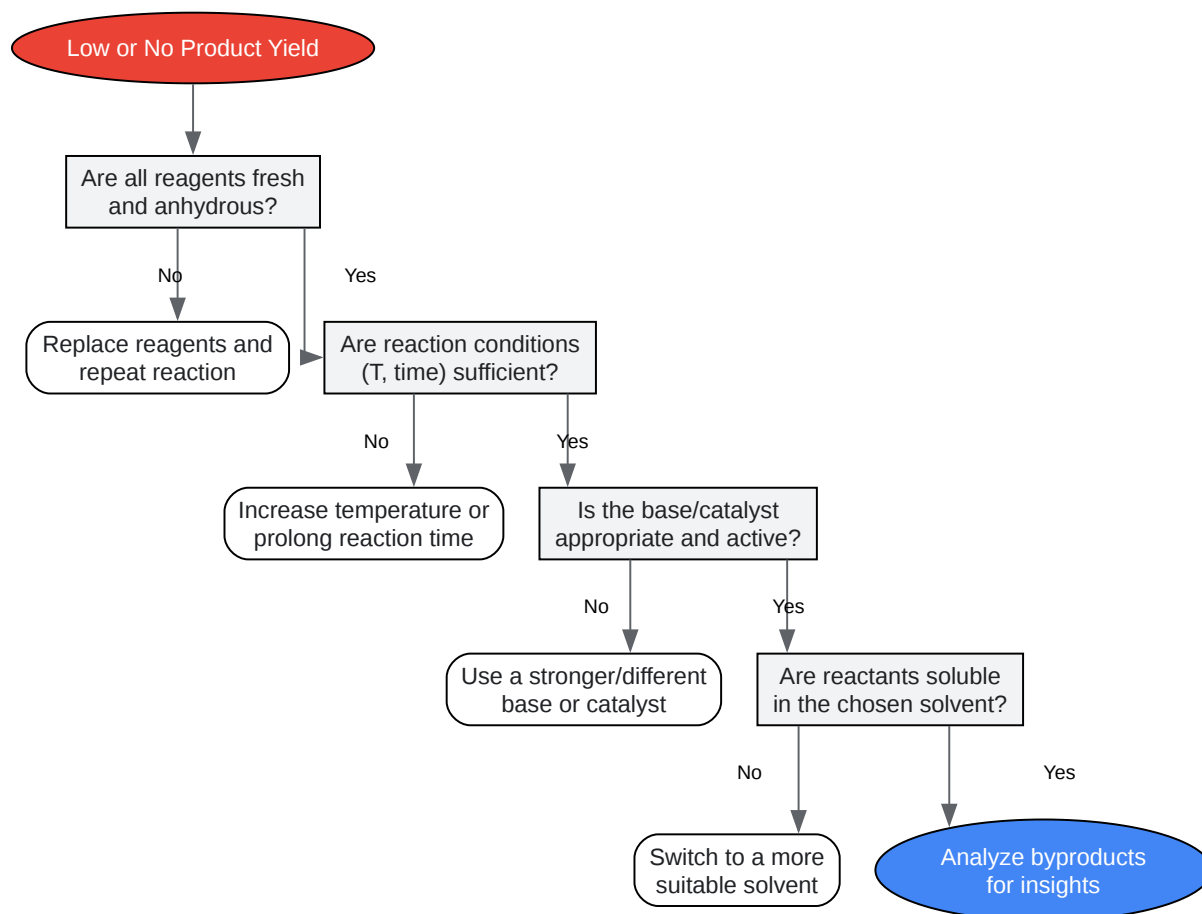 Low or No Product Yield
Are all reagents fresh
and anhydrous?
No
Yes
Replace reagents and
repeat reaction
Are reaction conditions
(T, time) sufficient?
No
Yes
Increase temperature or
prolong reaction time
Is the base/catalyst
appropriate and active?
No
Yes
Use a stronger/different
base or catalyst
Are reactants soluble
in the chosen solvent?
No
Yes
Switch to a more
suitable solvent
Analyze byproducts
for insights